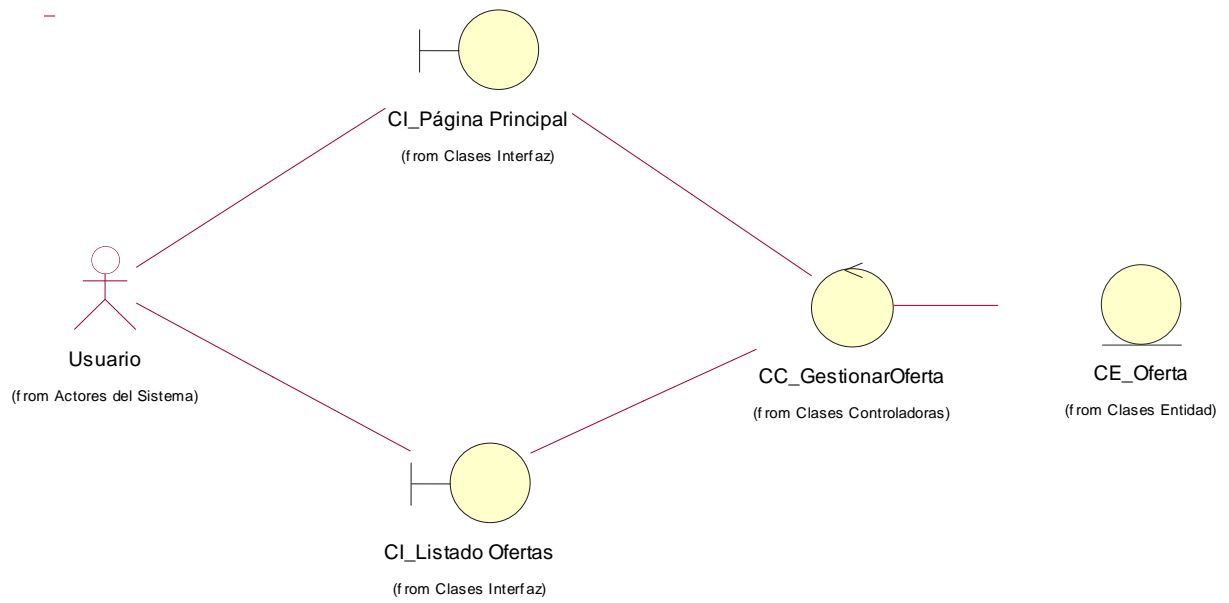 CI_Página Principal
(from Clases Interfaz)
Usuario
(from Actores del Sistema)
CC_GestionarOferta
(from Clases Controladoras)
CE_Oferta
(from Clases Entidad)
CI_Listado Ofertas
(from Clases Interfaz)